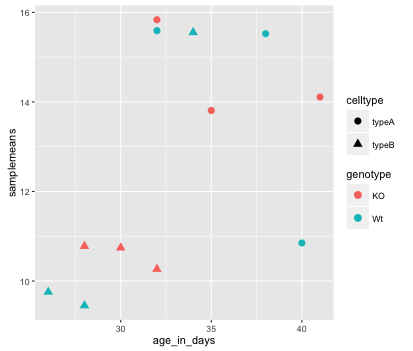 16
14
12
10
samplemeans
30
35
40
age_in_days
celltype
typeA
typeB
genotype
KO
Wt